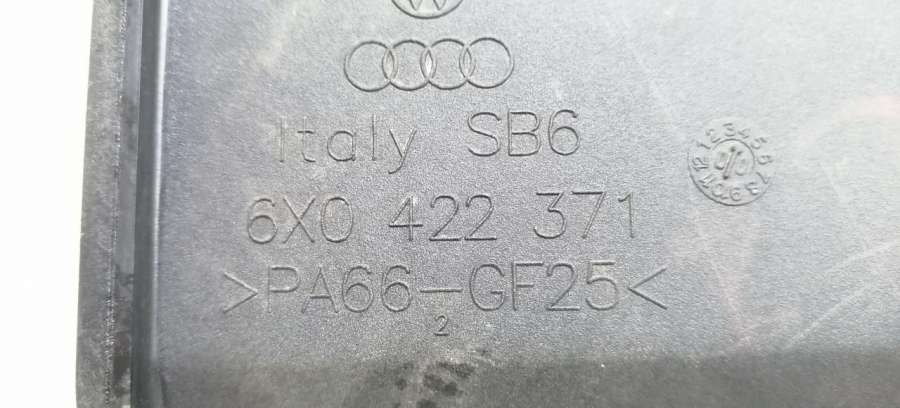 Italy SB6
6X0 422 371
>PA66-GF25<
2